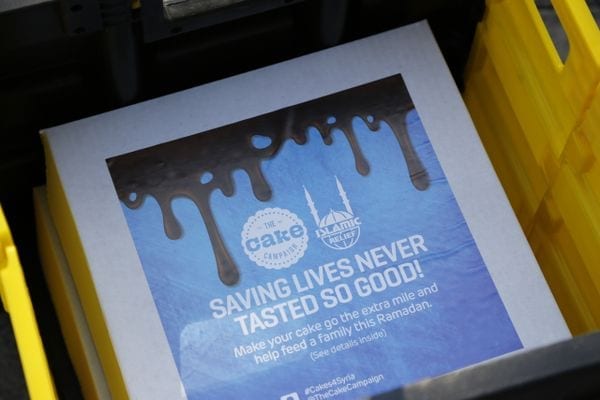 THE
cake
CAMPAIGN
ISLAMIC
RELIEF
SAVING LIVES NEVER
TASTED SO GOOD!
Make your cake go the extra mile and
help feed a family this Ramadan.
(See details inside)
#Cakes4Syria
@TheCakeCampaign